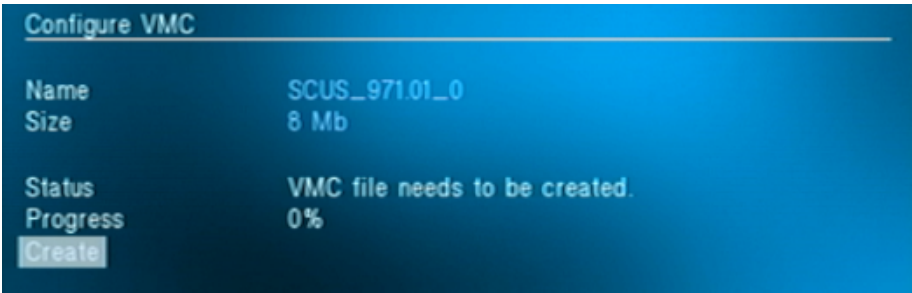 Configure VMC
Name SCUS_971.01_0
Size 8 Mb
Status VMC file needs to be created.
Progress 0%
Create